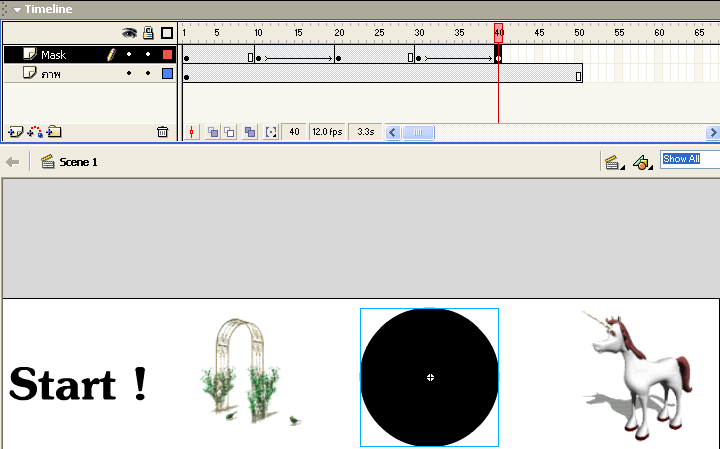 Timeline
1 5 10 15 20 25 30 35 40 45 50 55 60 65
Mask
ภาพ
40 12.0 fps 3.3s
Scene 1
Show All
Start !